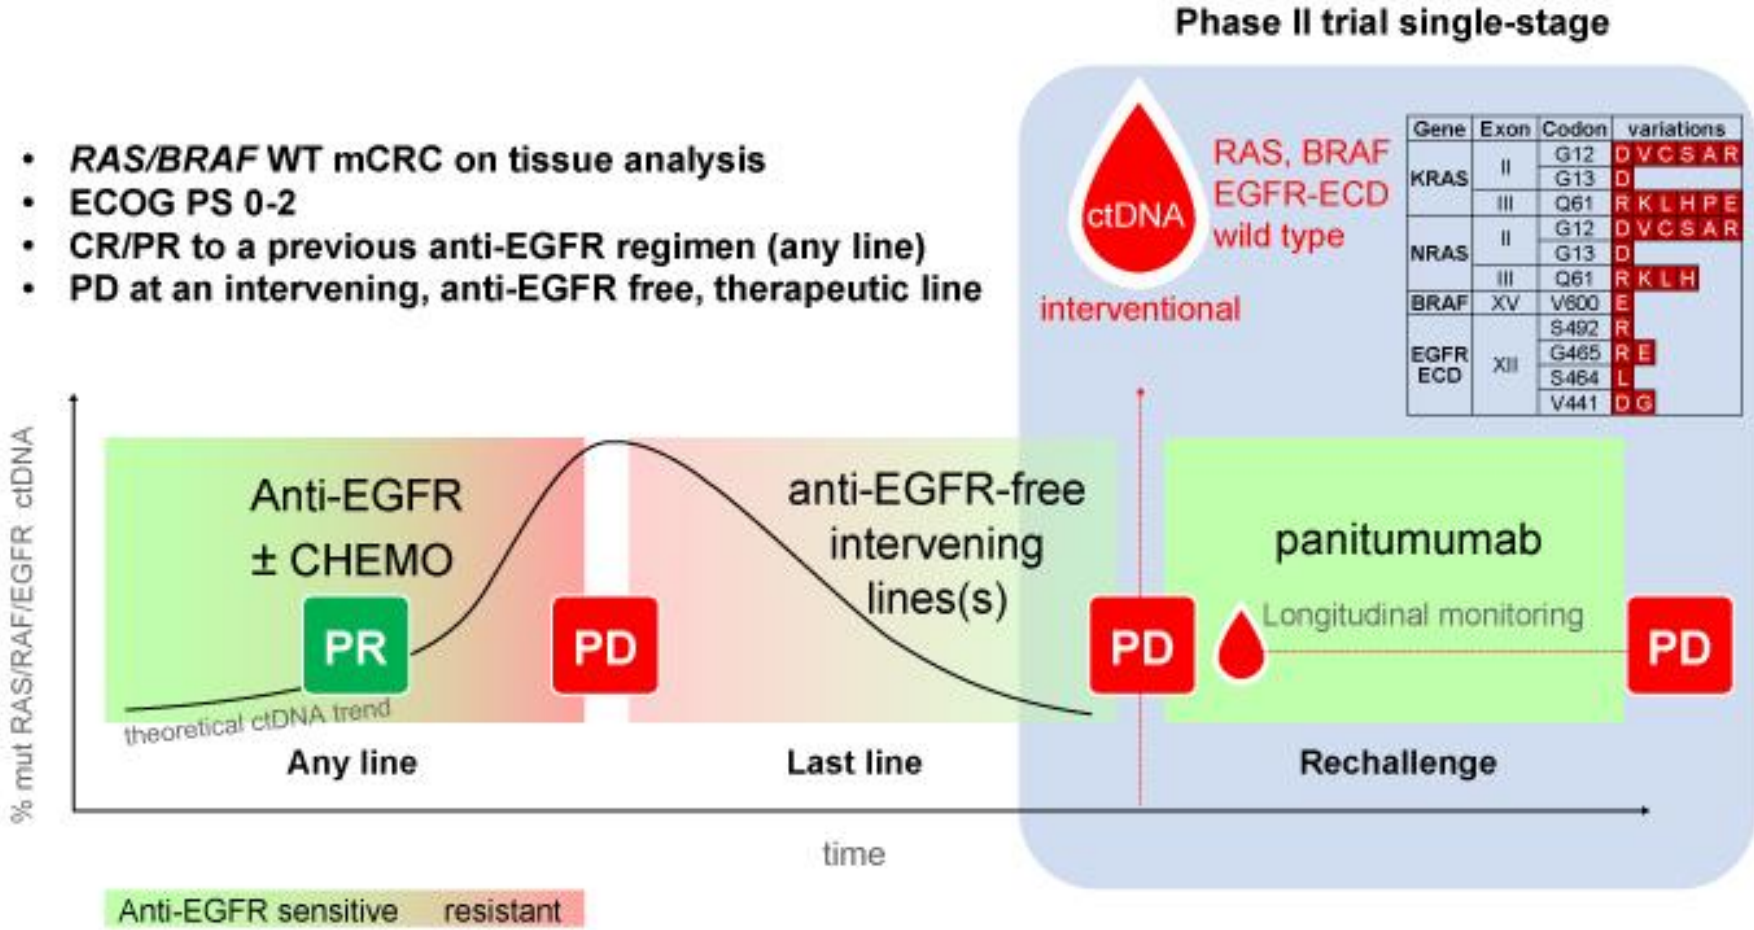 Phase II trial single-stage
• RAS/BRAF WT mCRC on tissue analysis
• ECOG PS 0-2
• CR/PR to a previous anti-EGFR regimen (any line)
• PD at an intervening, anti-EGFR free, therapeutic line
ctDNA
interventional
RAS, BRAF
EGFR-ECD
wild type
Gene Exon Codon variations
KRAS II G12 D V C S A R
G13 D
III Q61 R K L H P E
NRAS II G12 D V C S A R
G13 D
III Q61 R K L H
BRAF XV V600 E
EGFR ECD XII S492 R
G465 R E
S464 L
V441 D G
% mut RAS/RAF/EGFR ctDNA
Anti-EGFR
± CHEMO
PR
PD
theoretical ctDNA trend
anti-EGFR-free
intervening
lines(s)
PD
panitumumab
Longitudinal monitoring
PD
Any line
Last line
Rechallenge
time
Anti-EGFR sensitive resistant